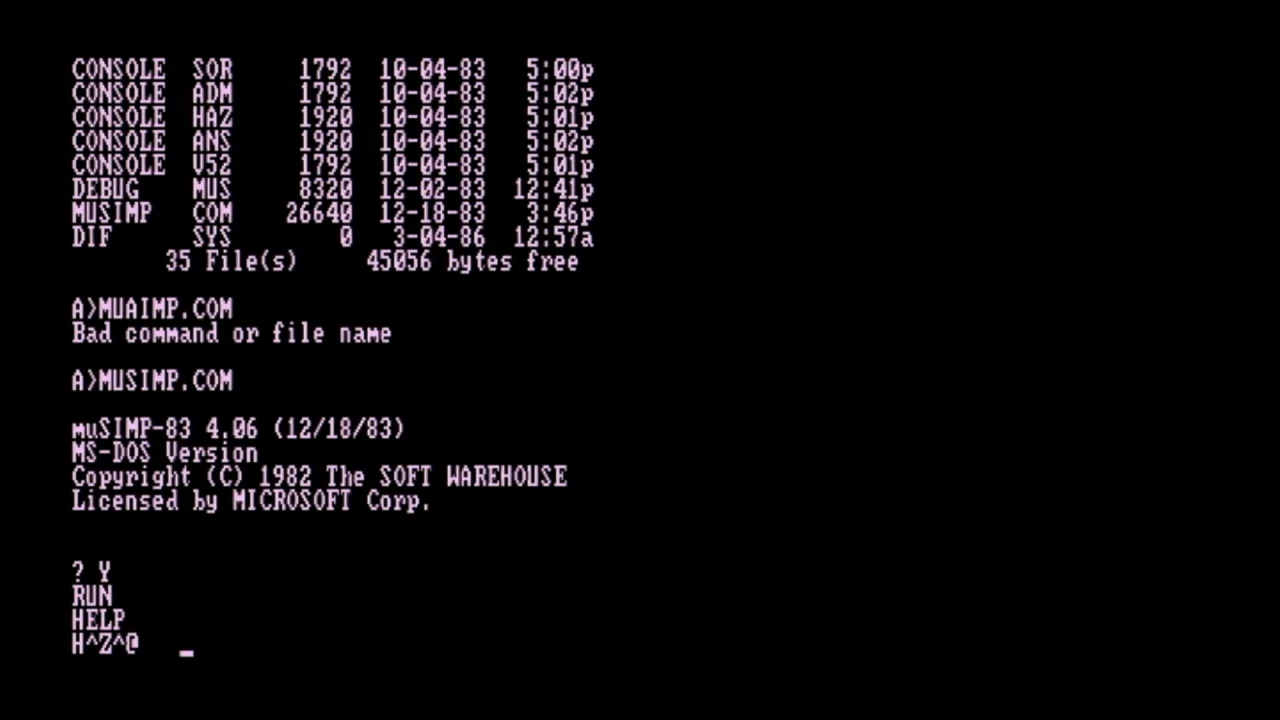 CONSOLE  SOR     1792  10-04-83   5:00p
CONSOLE  ADM     1792  10-04-83   5:02p
CONSOLE  HAZ     1920  10-04-83   5:01p
CONSOLE  ANS     1920  10-04-83   5:02p
CONSOLE  V52     1792  10-04-83   5:01p
DEBUG    MUS     8320  12-02-83  12:41p
MUSIMP   COM    26640  12-18-83   3:46p
DIF      SYS        0   3-04-86  12:57a
       35 File(s)     45056 bytes free
A>MUAIMP.COM
Bad command or file name
A>MUSIMP.COM
muSIMP-83 4.06 (12/18/83)
MS-DOS Version
Copyright (C) 1982 The SOFT WAREHOUSE
Licensed by MICROSOFT Corp.
? Y
RUN
HELP
H^Z^@   _